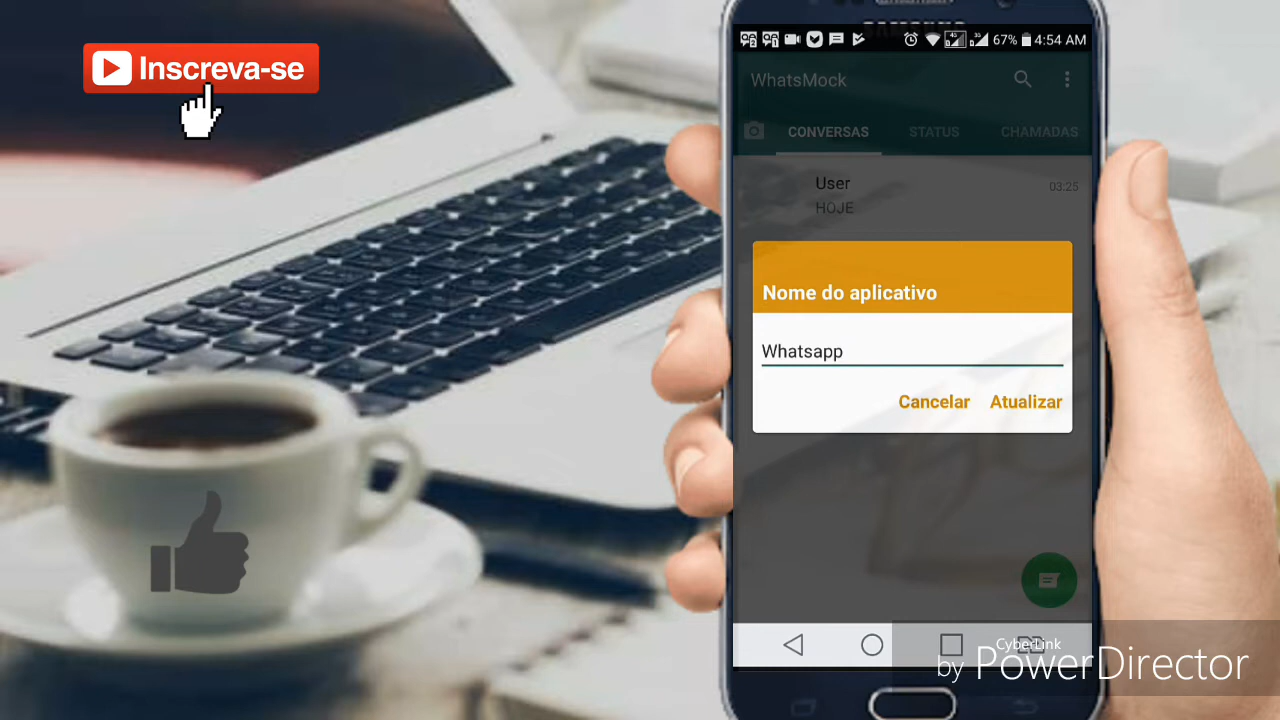 Inscreva-se
SAMSUNG
67% 4:54 AM
WhatsMock
CONVERSAS STATUS CHAMADAS
User 03:25
HOJE
Nome do aplicativo
Whatsapp
Cancelar Atualizar
CyberLink
by PowerDirector